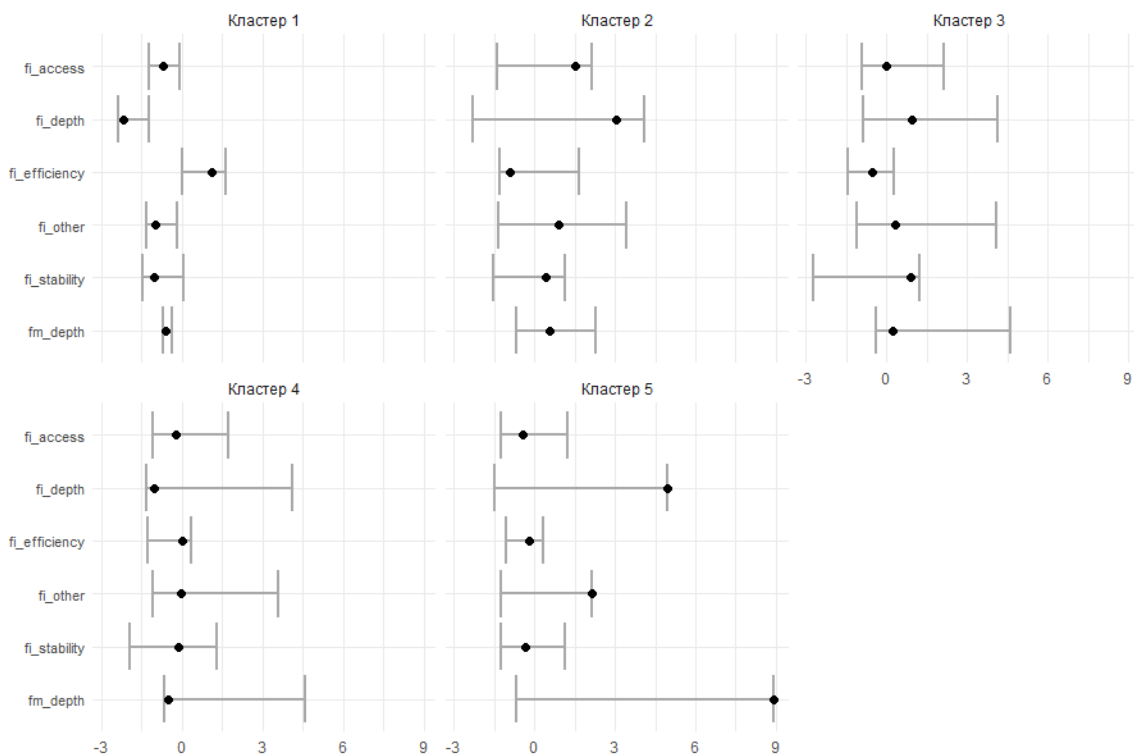 Кластер 1 Кластер 2 Кластер 3
fi_access
fi_depth
fi_efficiency
fi_other
fi_stability
fm_depth
-3 0 3 6 9
Кластер 4 Кластер 5
fi_access
fi_depth
fi_efficiency
fi_other
fi_stability
fm_depth
-3 0 3 6 9 -3 0 3 6 9